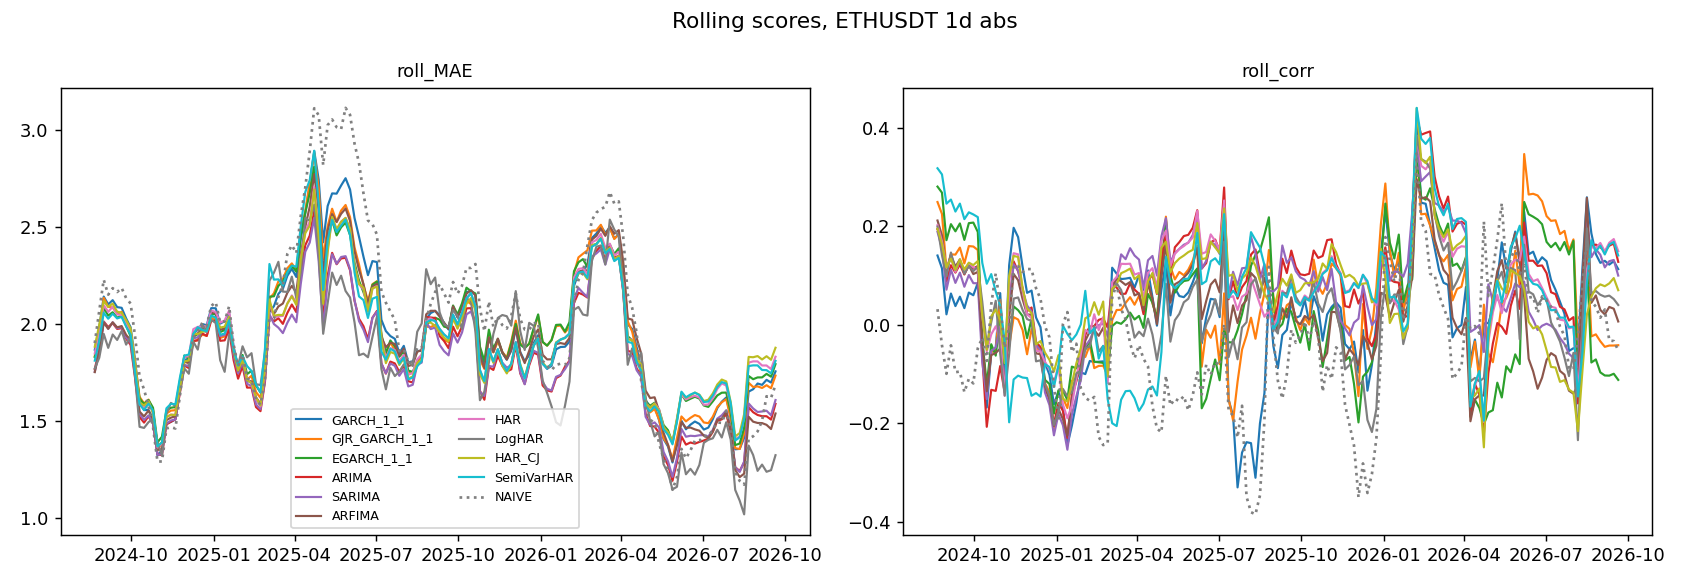 Rolling scores, ETHUSDT 1d abs
roll_MAE
3.0
2.5
2.0
1.5
1.0
GARCH_1_1
GJR_GARCH_1_1
EGARCH_1_1
ARIMA
SARIMA
ARFIMA
HAR
LogHAR
HAR_CJ
SemiVarHAR
NAIVE
2024-10 2025-01 2025-04 2025-07 2025-10 2026-01 2026-04 2026-07 2026-10
roll_corr
0.4
0.2
0.0
−0.2
−0.4
2024-10 2025-01 2025-04 2025-07 2025-10 2026-01 2026-04 2026-07 2026-10